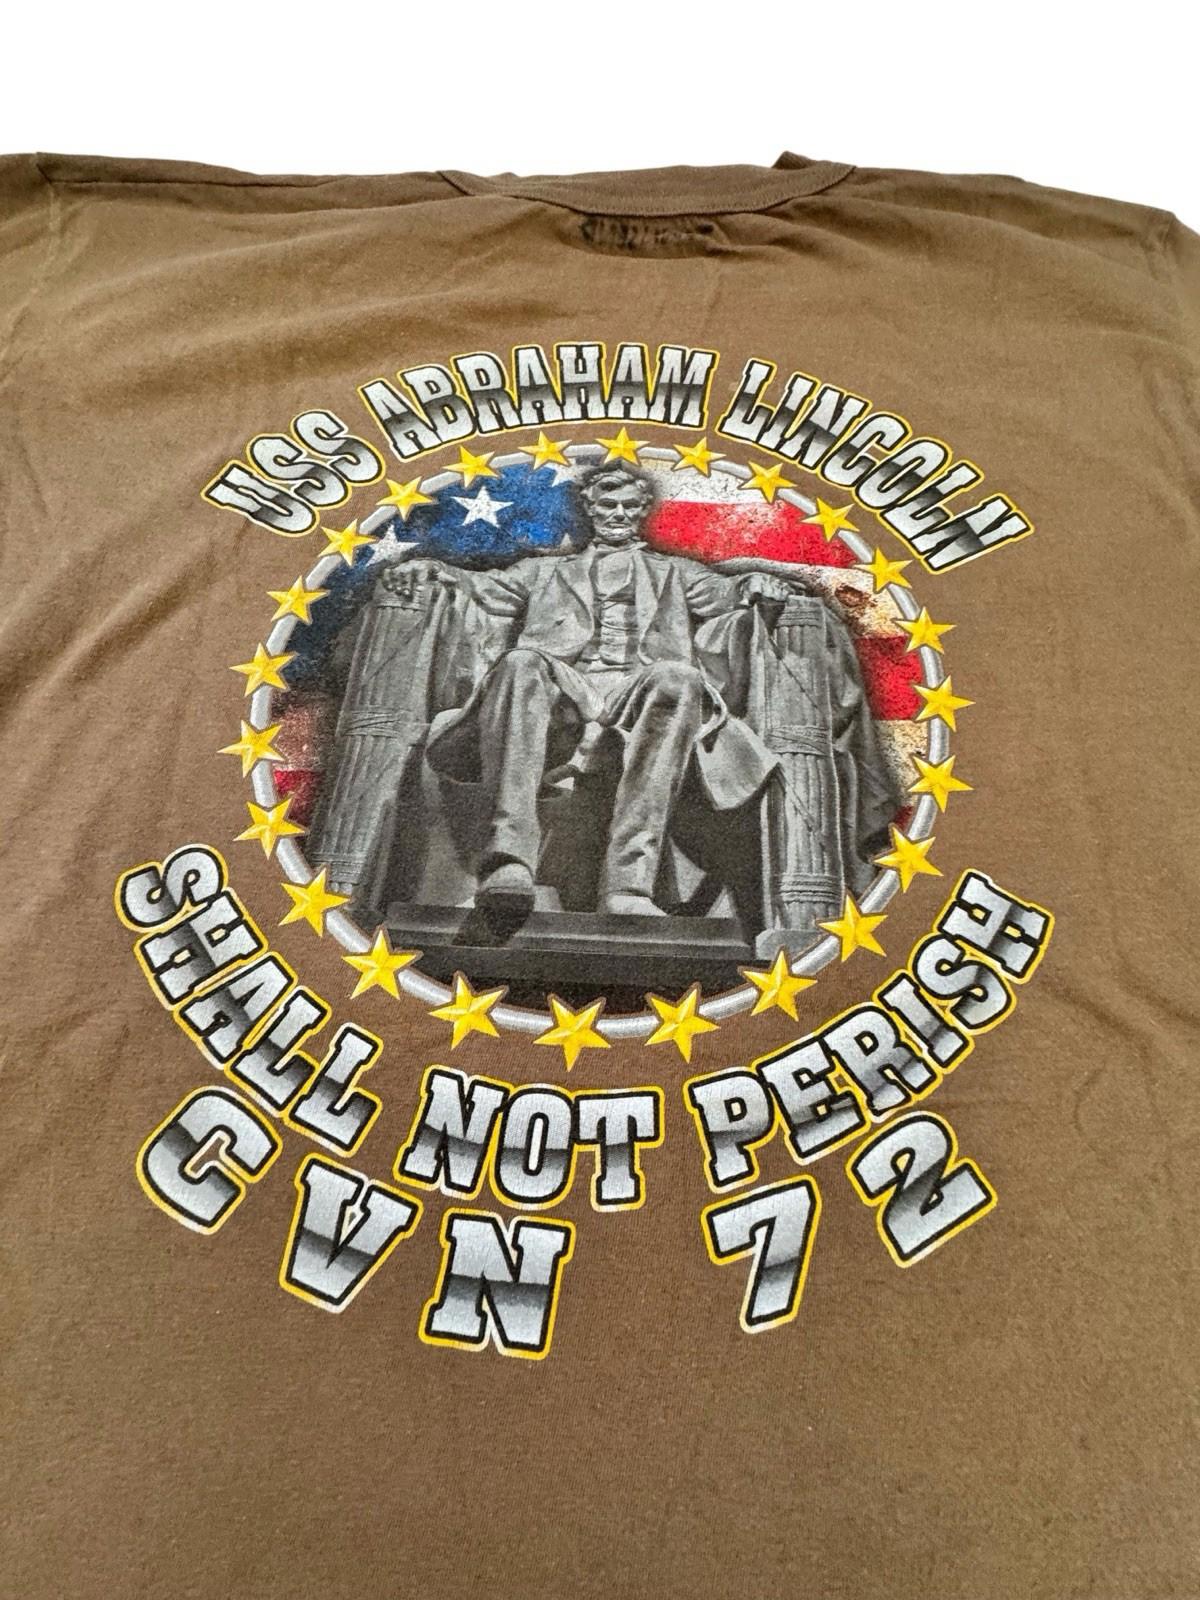 USS ABRAHAM LINCOLN
SHALL NOT PERISH
CVN 72